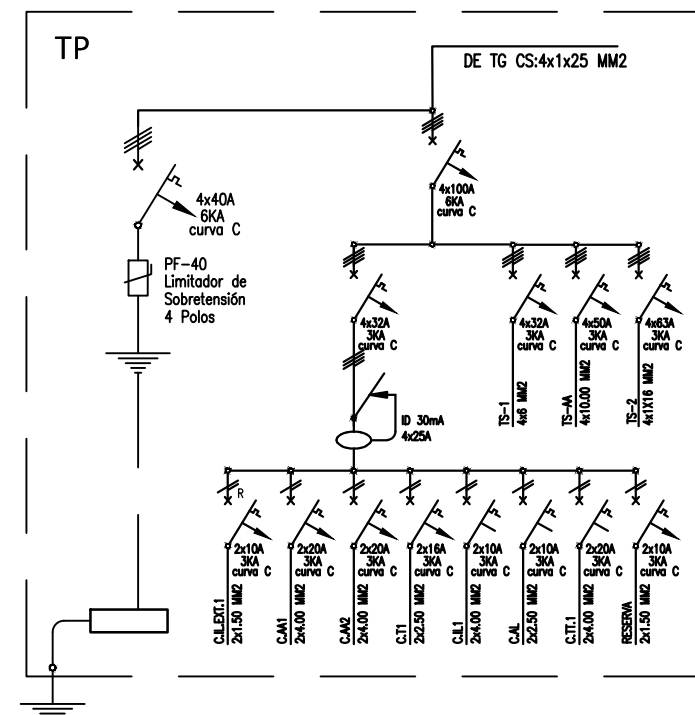 TP
DE TG CS:4x1x25 MM2
4x40A
6KA
curva C
4x100A
6KA
curva C
PF-40
Limitador de
Sobretensión
4 Polos
4x32A
3KA
curva C
4x32A
3KA
curva C
4x50A
3KA
curva C
4x63A
3KA
curva C
TS-1
4x6 MM2
TS-AA
4x10.00 MM2
TS-2
4x1X16 MM2
ID 30mA
4x25A
R
2x10A
3KA
curva C
2x20A
3KA
curva C
2x20A
3KA
curva C
2x16A
3KA
curva C
2x10A
3KA
curva C
2x10A
3KA
curva C
2x20A
3KA
curva C
2x10A
3KA
curva C
C.IL.EXT.1
2x1.50 MM2
C.AA1
2x4.00 MM2
C.AA2
2x4.00 MM2
C.T1
2x2.50 MM2
C.IL1
2x4.00 MM2
C.AL
2x2.50 MM2
C.TT.1
2x4.00 MM2
RESERVA
2x1.50 MM2